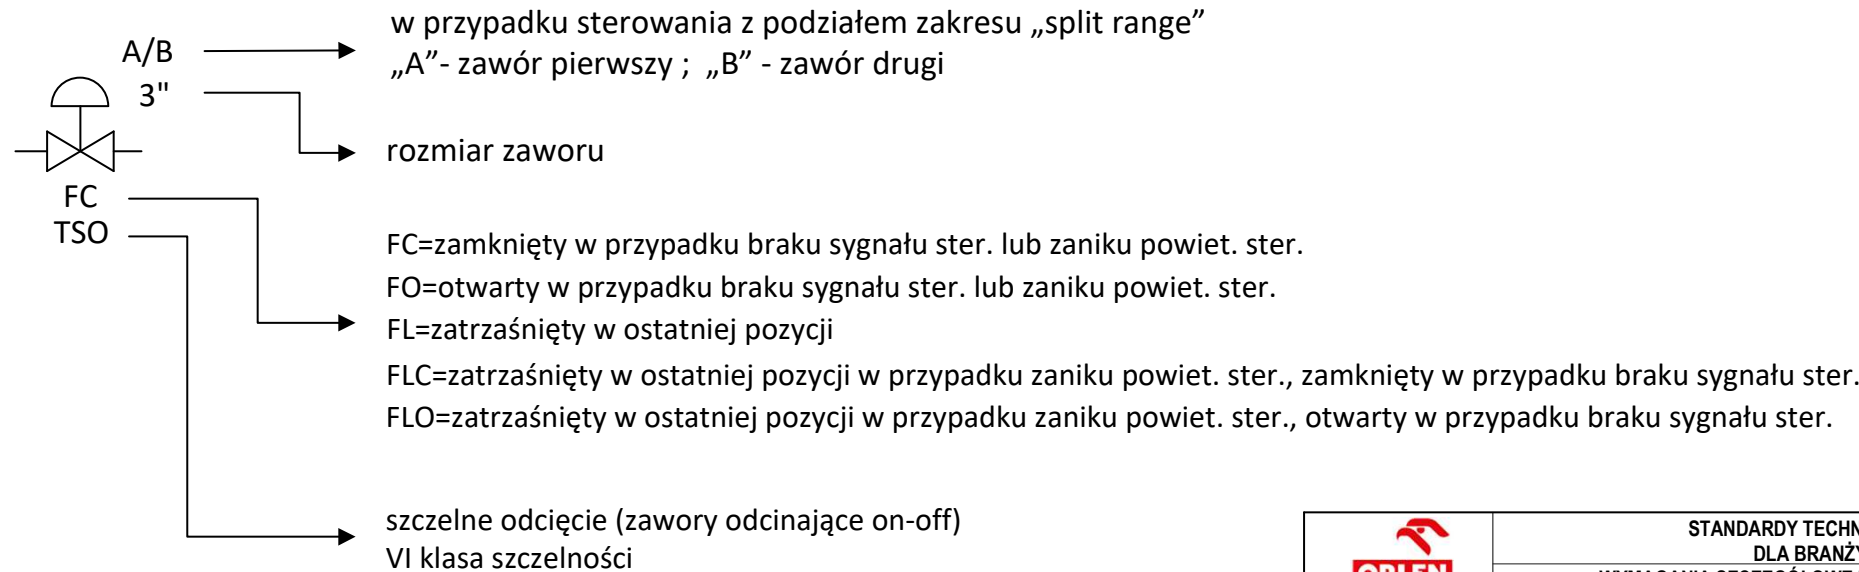 w przypadku sterowania z podziałem zakresu „split range”
A/B
„A”- zawór pierwszy ; „B” - zawór drugi
3"
rozmiar zaworu
FC
TSO
FC=zamknięty w przypadku braku sygnału ster. lub zaniku powiet. ster.
FO=otwarty w przypadku braku sygnału ster. lub zaniku powiet. ster.
FL=zatrzaśnięty w ostatniej pozycji
FLC=zatrzaśnięty w ostatniej pozycji w przypadku zaniku powiet. ster., zamknięty w przypadku braku sygnału ster.
FLO=zatrzaśnięty w ostatniej pozycji w przypadku zaniku powiet. ster., otwarty w przypadku braku sygnału ster.
szczelne odcięcie (zawory odcinające on-off)
VI klasa szczelności
STANDARDY TECHN
DLA BRANŻY
ORLEN